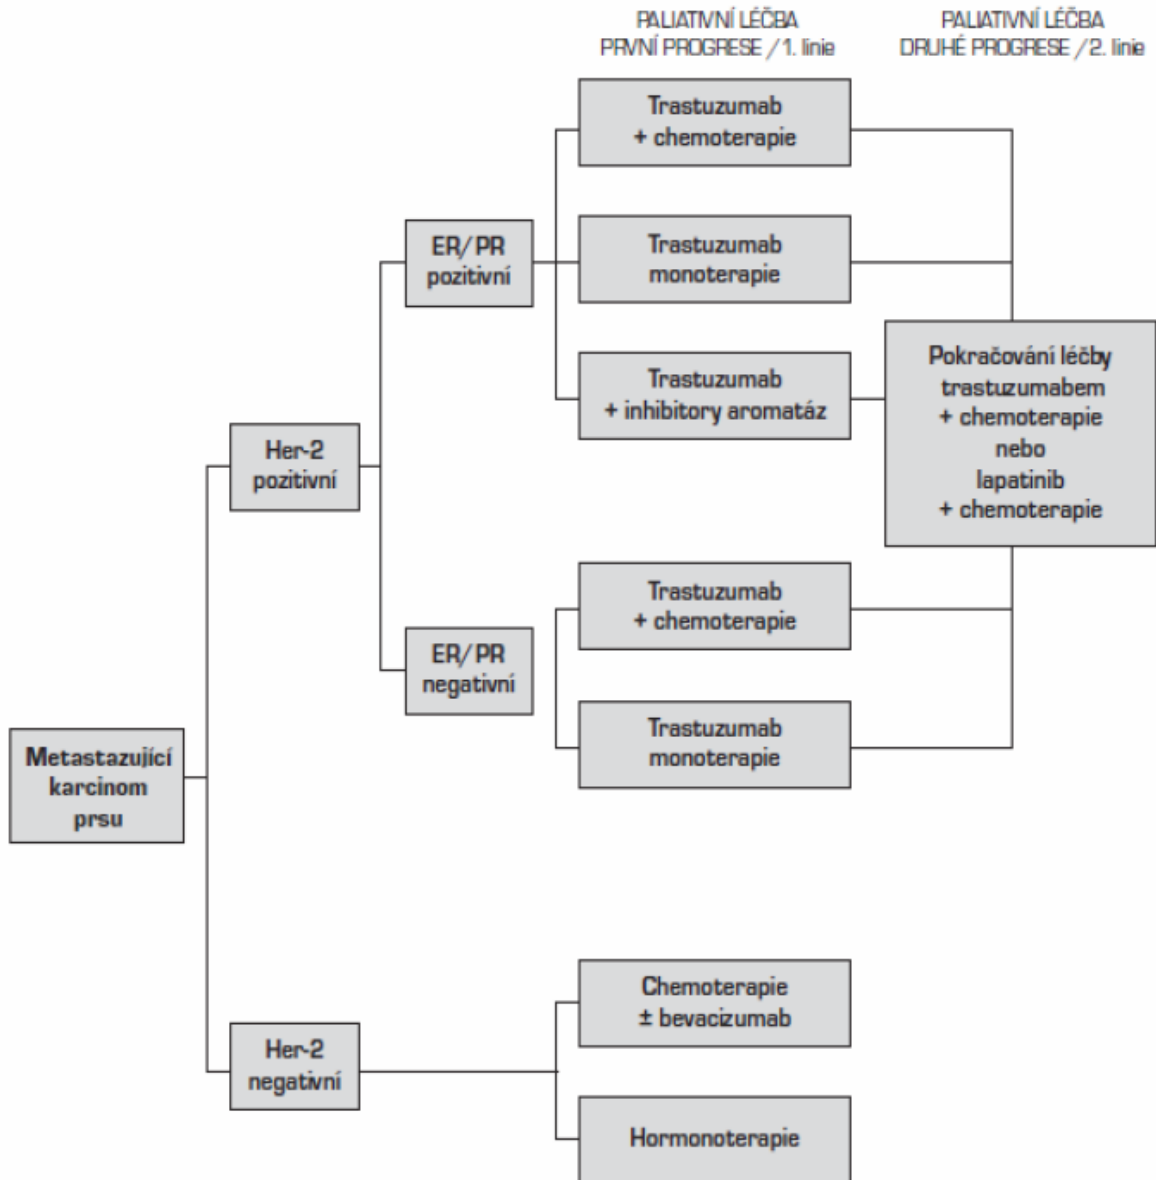 PALIATIVNÍ LÉČBA
PRVNÍ PROGRESE / 1. linie
PALIATIVNÍ LÉČBA
DRUHÉ PROGRESE / 2. linie
Trastuzumab
+ chemoterapie
ER/PR
pozitivní
Trastuzumab
monoterapie
Trastuzumab
+ inhibitory aromatáz
Pokračování léčby
trastuzumabem
+ chemoterapie
nebo
lapatinib
+ chemoterapie
Her-2
pozitivní
Trastuzumab
+ chemoterapie
ER/PR
negativní
Trastuzumab
monoterapie
Metastazující
karcinom
prsu
Chemoterapie
± bevacizumab
Her-2
negativní
Hormonoterapie